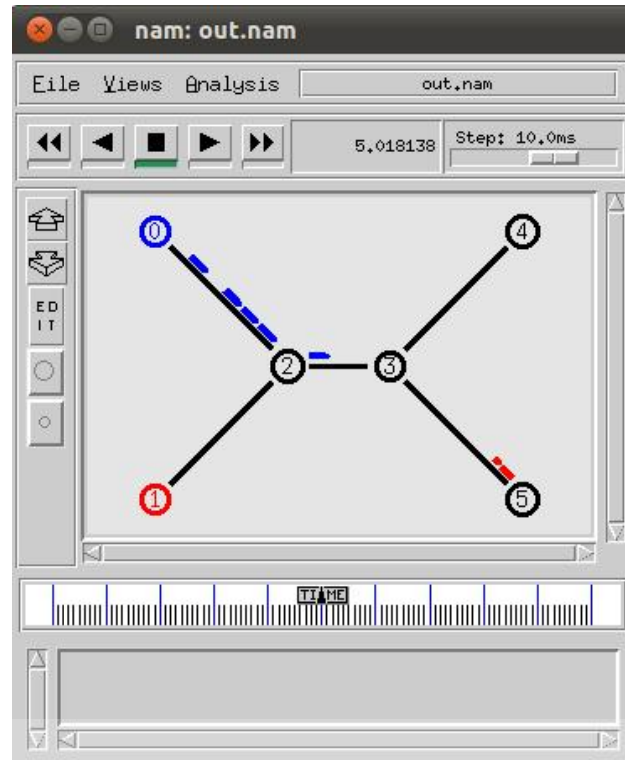 nam: out.nam
File Views Analysis out.nam
5.018138 Step: 10.0ms
0 4
ED
IT
2 3
1 5
TIME